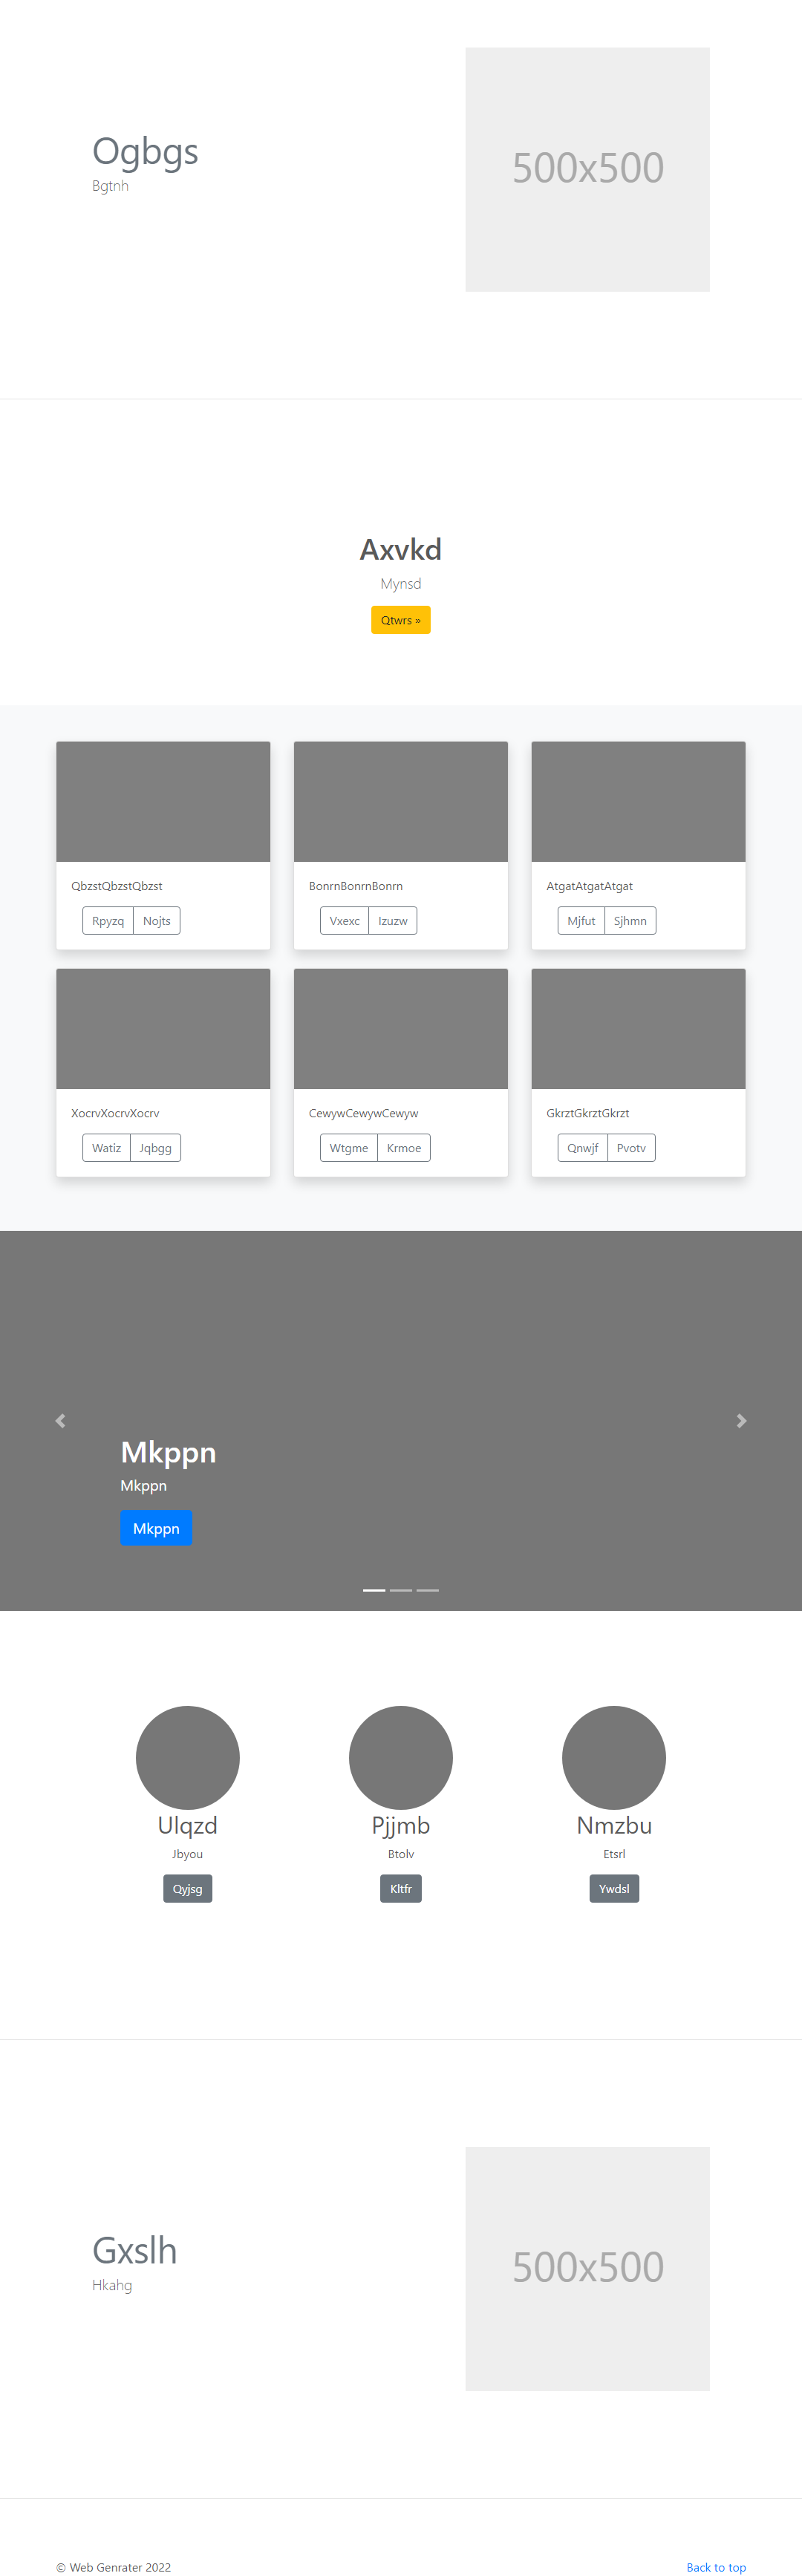 Ogbgs
Bgtnh
500x500
Axvkd
Mynsd
Qtwrs »
QbzstQbzstQbzst
Rpyzq Nojts
BonrnBonrnBonrn
Vxexc Izuzw
AtgatAtgatAtgat
Mjfut Sjhmn
XocrvXocrvXocrv
Watiz Jqbgg
CewywCewywCewyw
Wtgme Krmoe
GkrztGkrztGkrzt
Qnwjf Pvotv
Mkppn
Mkppn
Mkppn
Ulqzd
Jbyou
Qyjsg
Pjjmb
Btolv
Kltfr
Nmzbu
Etsrl
Ywdsl
Gxslh
Hkahg
500x500
© Web Genrater 2022
Back to top